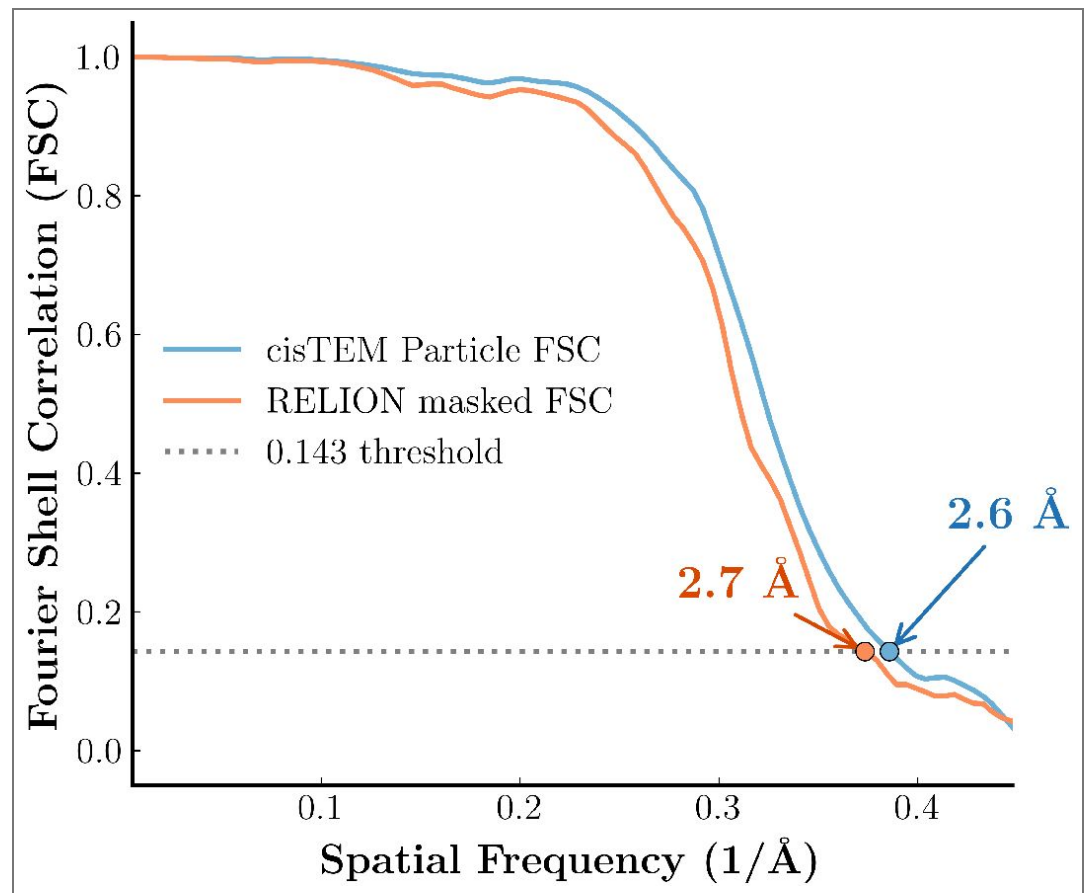 Fourier Shell Correlation (FSC)
1.0
0.8
0.6
0.4
0.2
0.0
cisTEM Particle FSC
RELION masked FSC
0.143 threshold
2.6 Å
2.7 Å
0.1 0.2 0.3 0.4
Spatial Frequency (1/Å)